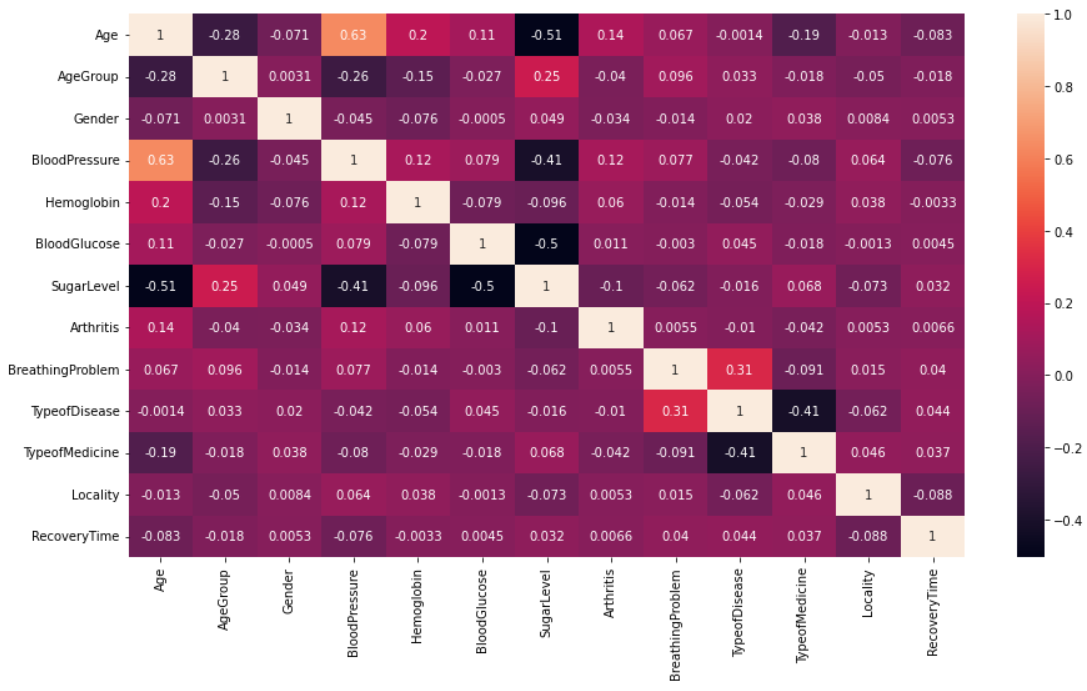 Age 1 -0.28 -0.071 0.63 0.2 0.11 -0.51 0.14 0.067 -0.0014 -0.19 -0.013 -0.083
AgeGroup -0.28 1 0.0031 -0.26 -0.15 -0.027 0.25 -0.04 0.096 0.033 -0.018 -0.05 -0.018
Gender -0.071 0.0031 1 -0.045 -0.076 -0.0005 0.049 -0.034 -0.014 0.02 0.038 0.0084 0.0053
BloodPressure 0.63 -0.26 -0.045 1 0.12 0.079 -0.41 0.12 0.077 -0.042 -0.08 0.064 -0.076
Hemoglobin 0.2 -0.15 -0.076 0.12 1 -0.079 -0.096 0.06 -0.014 -0.054 -0.029 0.038 -0.0033
BloodGlucose 0.11 -0.027 -0.0005 0.079 -0.079 1 -0.5 0.011 -0.003 0.045 -0.018 -0.0013 0.0045
SugarLevel -0.51 0.25 0.049 -0.41 -0.096 -0.5 1 -0.1 -0.062 -0.016 0.068 -0.073 0.032
Arthritis 0.14 -0.04 -0.034 0.12 0.06 0.011 -0.1 1 0.0055 -0.01 -0.042 0.0053 0.0066
BreathingProblem 0.067 0.096 -0.014 0.077 -0.014 -0.003 -0.062 0.0055 1 0.31 -0.091 0.015 0.04
TypeofDisease -0.0014 0.033 0.02 -0.042 -0.054 0.045 -0.016 -0.01 0.31 1 -0.41 -0.062 0.044
TypeofMedicine -0.19 -0.018 0.038 -0.08 -0.029 -0.018 0.068 -0.042 -0.091 -0.41 1 0.046 0.037
Locality -0.013 -0.05 0.0084 0.064 0.038 -0.0013 -0.073 0.0053 0.015 -0.062 0.046 1 -0.088
RecoveryTime -0.083 -0.018 0.0053 -0.076 -0.0033 0.0045 0.032 0.0066 0.04 0.044 0.037 -0.088 1
Age
AgeGroup
Gender
BloodPressure
Hemoglobin
BloodGlucose
SugarLevel
Arthritis
BreathingProblem
TypeofDisease
TypeofMedicine
Locality
RecoveryTime
1.0
0.8
0.6
0.4
0.2
0.0
-0.2
-0.4